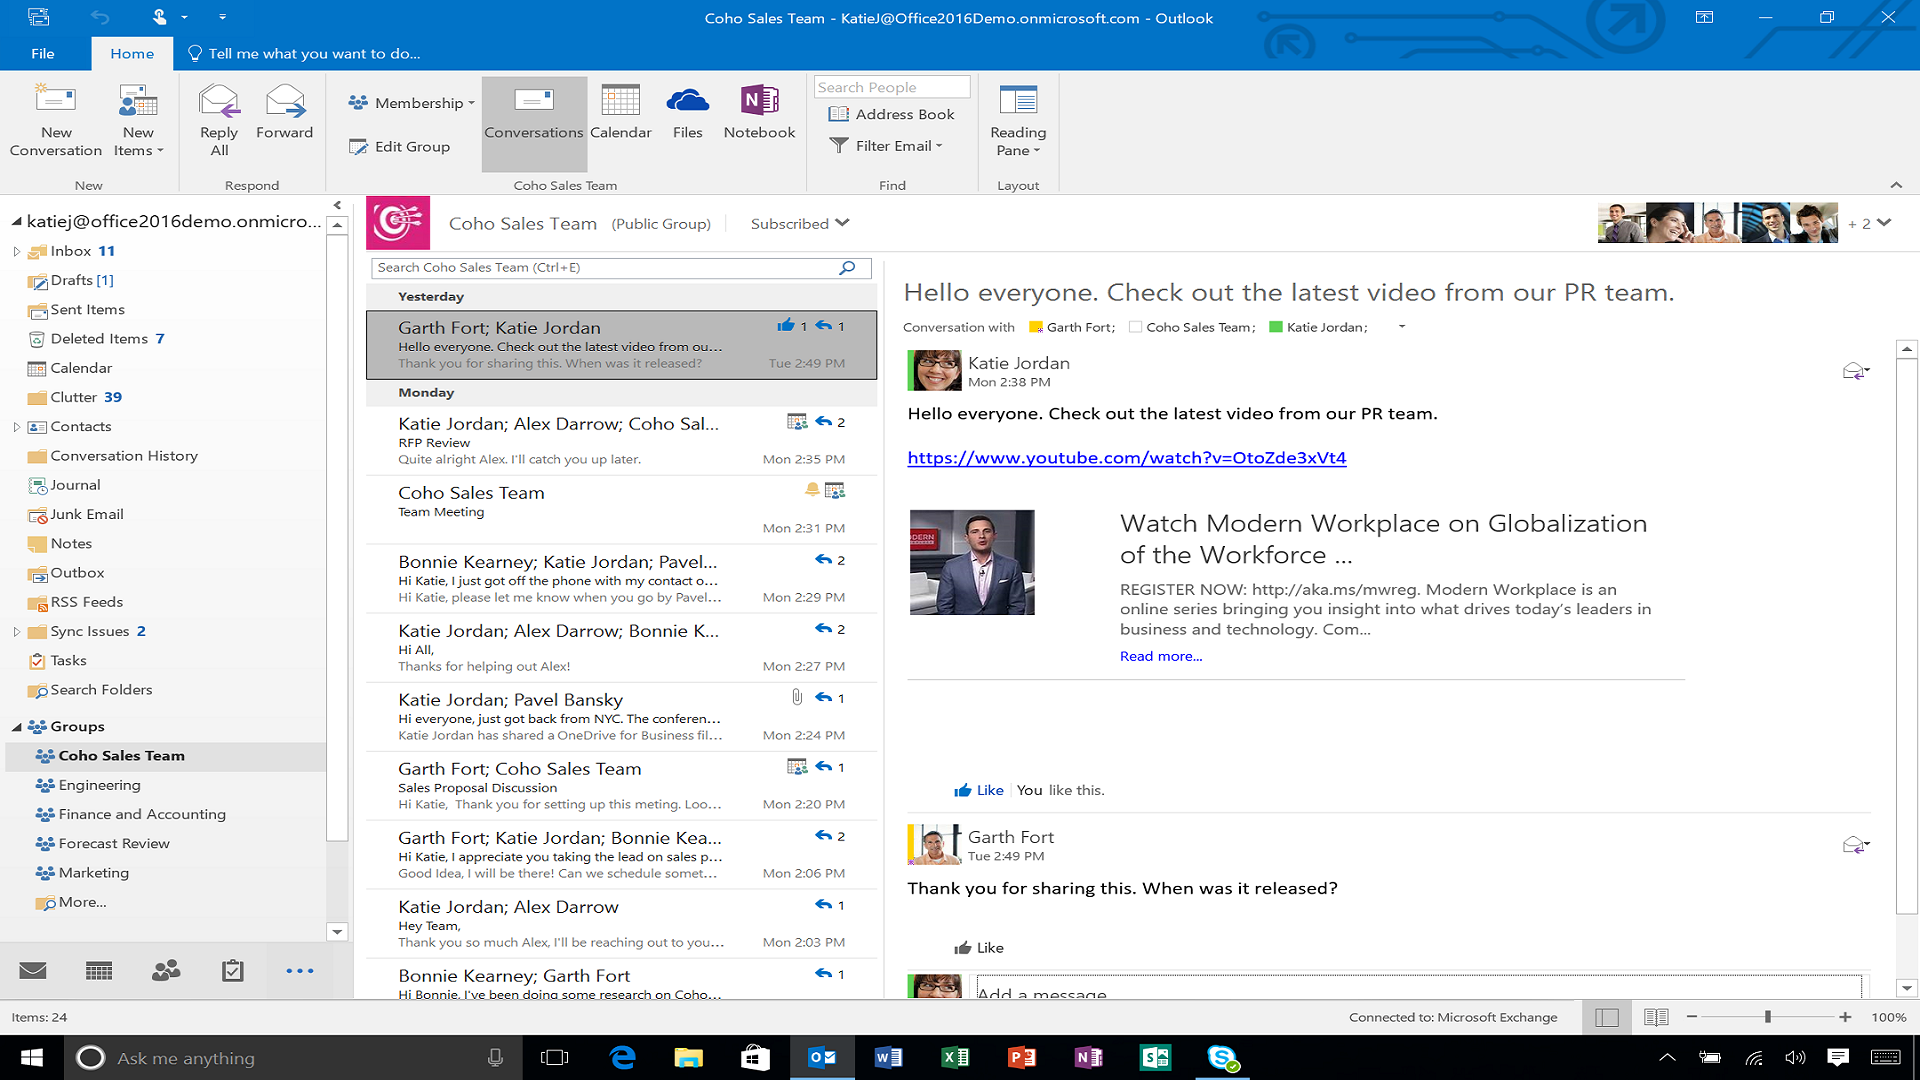 Coho Sales Team - KatieJ@Office2016Demo.onmicrosoft.com - Outlook
File
Home
Tell me what you want to do...
New Conversation
New Items
Reply All
Forward
Membership
Edit Group
Conversations
Calendar
Files
Notebook
Search People
Address Book
Filter Email
Reading Pane
New
Respond
Coho Sales Team
Find
Layout
katiej@office2016demo.onmicro...
Inbox 11
Drafts [1]
Sent Items
Deleted Items 7
Calendar
Clutter 39
Contacts
Conversation History
Journal
Junk Email
Notes
Outbox
RSS Feeds
Sync Issues 2
Tasks
Search Folders
Groups
Coho Sales Team
Engineering
Finance and Accounting
Forecast Review
Marketing
More...
Coho Sales Team (Public Group) Subscribed
+ 2
Search Coho Sales Team (Ctrl+E)
Yesterday
Garth Fort; Katie Jordan 1 1
Hello everyone. Check out the latest video from ou...
Thank you for sharing this. When was it released? Tue 2:49 PM
Monday
Katie Jordan; Alex Darrow; Coho Sal... 2
RFP Review
Quite alright Alex. I'll catch you up later. Mon 2:35 PM
Coho Sales Team
Team Meeting
Mon 2:31 PM
Bonnie Kearney; Katie Jordan; Pavel... 2
Hi Katie, I just got off the phone with my contact o...
Hi Katie, please let me know when you go by Pavel... Mon 2:29 PM
Katie Jordan; Alex Darrow; Bonnie K... 2
Hi All,
Thanks for helping out Alex! Mon 2:27 PM
Katie Jordan; Pavel Bansky 1
Hi everyone, just got back from NYC. The conferen...
Katie Jordan has shared a OneDrive for Business fil... Mon 2:24 PM
Garth Fort; Coho Sales Team 1
Sales Proposal Discussion
Hi Katie, Thank you for setting up this meting. Loo... Mon 2:20 PM
Garth Fort; Katie Jordan; Bonnie Kea... 2
Hi Katie, I appreciate you taking the lead on sales p...
Good Idea, I will be there! Can we schedule somet... Mon 2:06 PM
Katie Jordan; Alex Darrow 1
Hey Team,
Thank you so much Alex, I'll be reaching out to you... Mon 2:03 PM
Bonnie Kearney; Garth Fort 1
Hi Bonnie, I've been doing some research on Coho...
Hello everyone. Check out the latest video from our PR team.
Conversation with Garth Fort; Coho Sales Team; Katie Jordan;
Katie Jordan
Mon 2:38 PM
Hello everyone. Check out the latest video from our PR team.
https://www.youtube.com/watch?v=OtoZde3xVt4
Watch Modern Workplace on Globalization
of the Workforce ...
REGISTER NOW: http://aka.ms/mwreg. Modern Workplace is an
online series bringing you insight into what drives today's leaders in
business and technology. Com...
Read more...
Like You like this.
Garth Fort
Tue 2:49 PM
Thank you for sharing this. When was it released?
Like
Add a message
Items: 24
Connected to: Microsoft Exchange
100%
Ask me anything